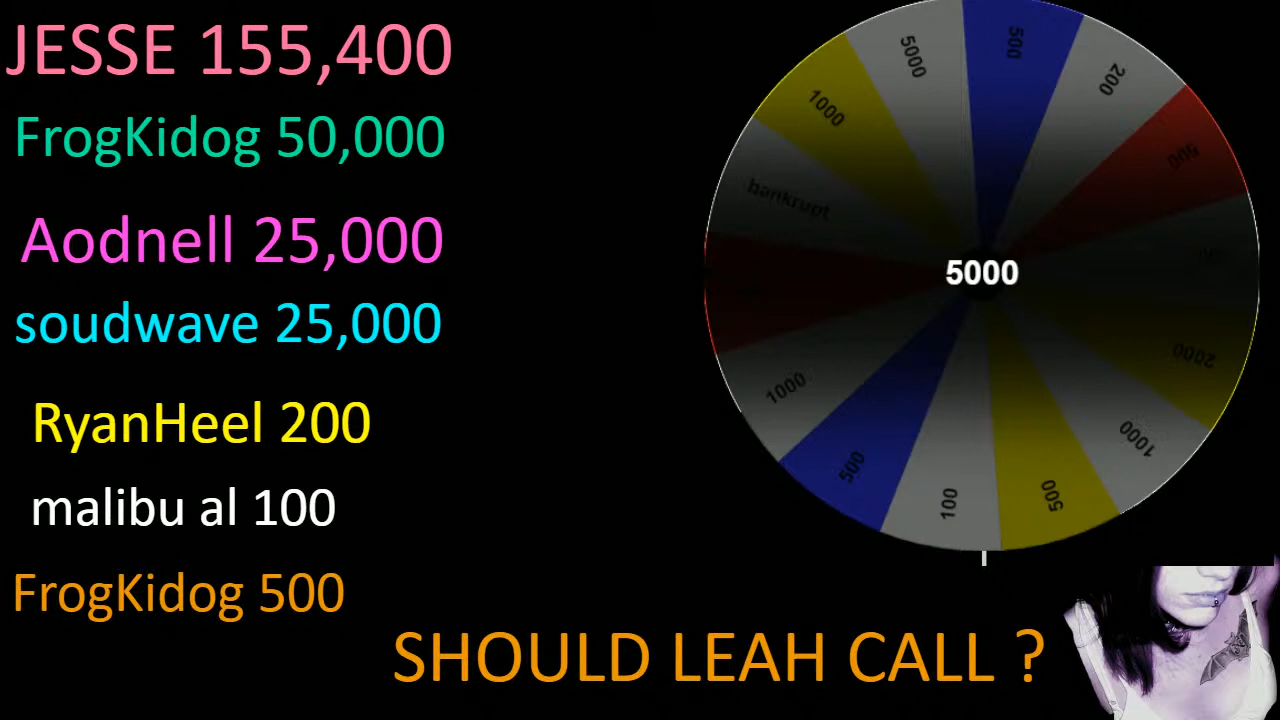 JESSE 155,400
FrogKidog 50,000
Aodnell 25,000
soudwave 25,000
RyanHeel 200
malibu al 100
FrogKidog 500
SHOULD LEAH CALL ?
5000
500
200
500
2000
1000
500
100
500
1000
bankrupt
1000
5000